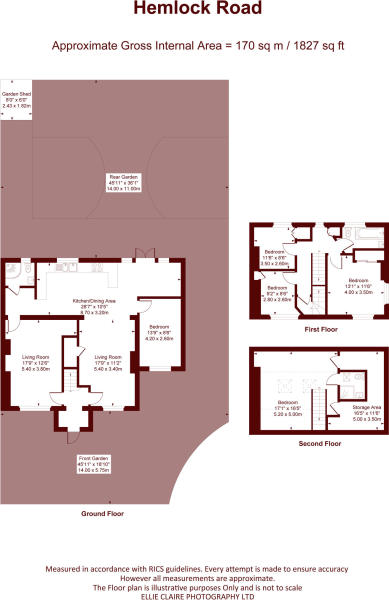 Hemlock Road
Approximate Gross Internal Area = 170 sq m / 1827 sq ft
Garden Shed
8'0" x 6'0"
2.43 x 1.82m
Rear Garden
45'11" x 36'1"
14.00 x 11.00m
Kitchen/Dining Area
28'7" x 10'6"
8.70 x 3.20m
Bedroom
13'9" x 8'6"
4.20 x 2.60m
Living Room
17'9" x 12'6"
5.40 x 3.80m
Living Room
17'9" x 11'2"
5.40 x 3.40m
Front Garden
45'11" x 18'10"
14.00 x 5.75m
Ground Floor
Bedroom
11'6" x 8'6"
3.50 x 2.60m
Bedroom
9'2" x 8'6"
2.80 x 2.60m
Bedroom
13'1" x 11'6"
4.00 x 3.50m
First Floor
Bedroom
17'1" x 16'5"
5.20 x 5.00m
Storage Area
16'5" x 11'6"
5.00 x 3.50m
Second Floor
Measured in accordance with RICS guidelines. Every attempt is made to ensure accuracy
However all measurements are approximate.
The Floor plan is illustrative purposes Only and is not to scale
ELLIE CLAIRE PHOTOGRAPHY LTD